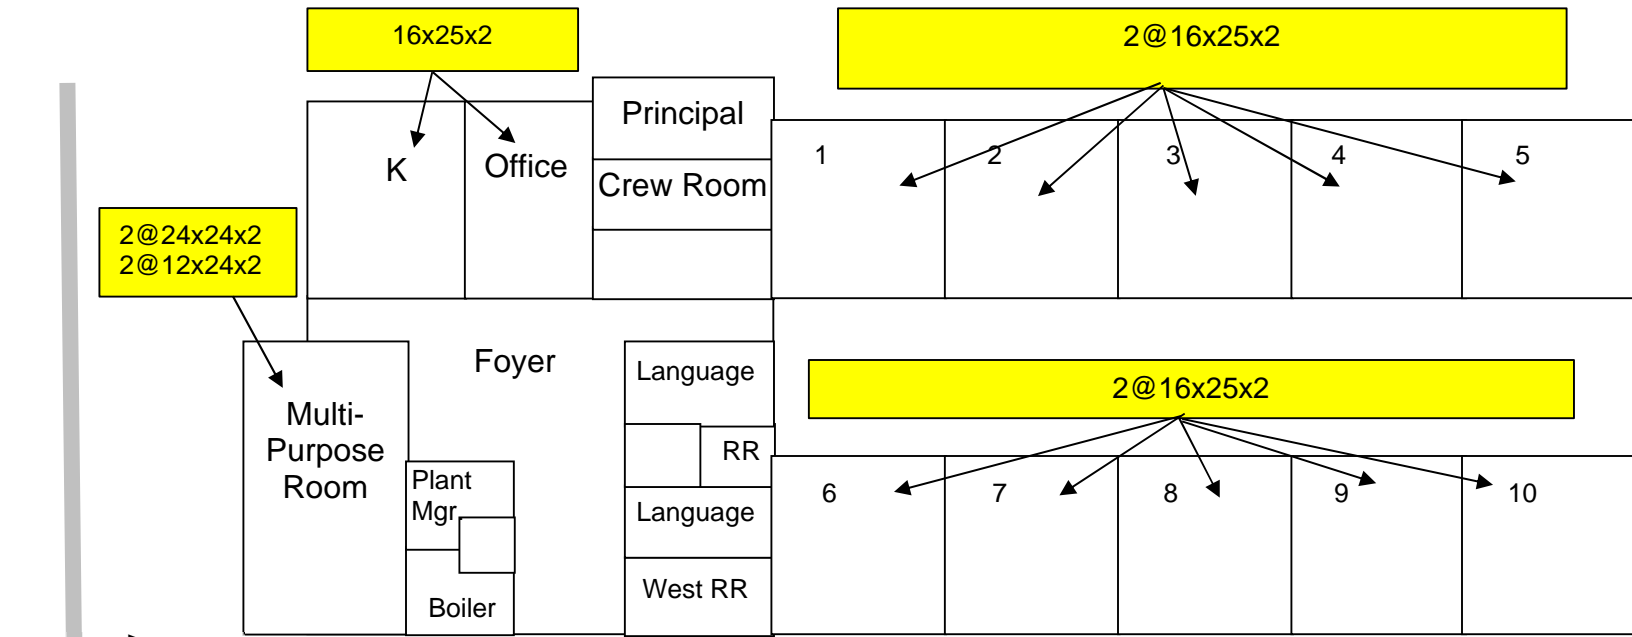 16x25x2
2@16x25x2
Principal
1
2
3
4
5
K
Office
Crew Room
2@24x24x2
2@12x24x2
Foyer
Language
2@16x25x2
Multi-
Purpose
Room
RR
Plant
Mgr.
6
7
8
9
10
Language
West RR
Boiler